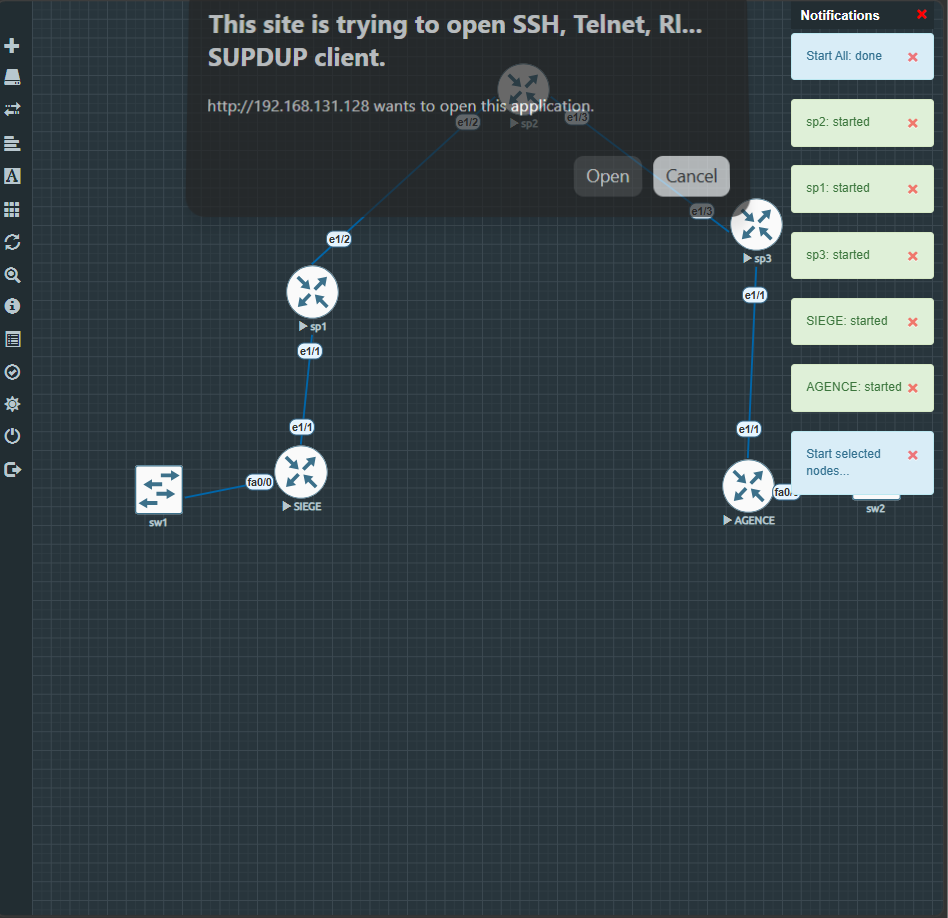 This site is trying to open SSH, Telnet, Rl...
SUPDUP client.
http://192.168.131.128 wants to open this application.
Open
Cancel
Notifications
Start All: done
sp2: started
sp1: started
sp3: started
SIEGE: started
AGENCE: started
Start selected
nodes...
sp2
e1/2
e1/3
e1/2
e1/3
sp1
sp3
e1/1
e1/1
e1/1
e1/1
fa0/0
SIEGE
sw1
AGENCE
sw2
A